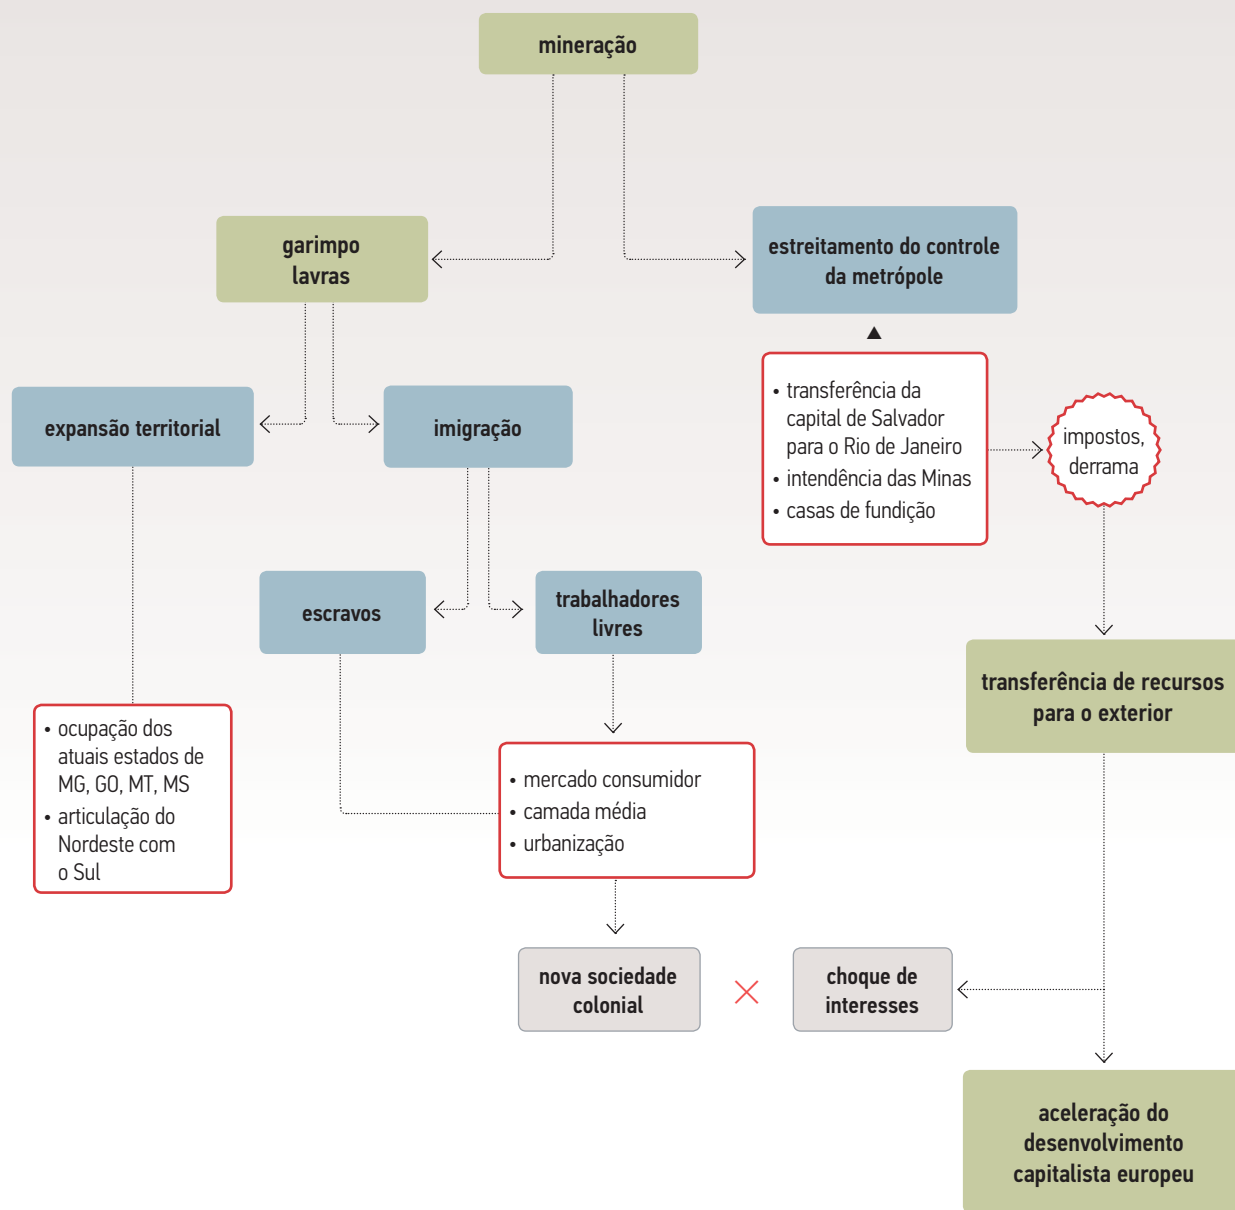 mineração
garimpo
lavras
estreitamento do controle
da metrópole
• transferência da
capital de Salvador
para o Rio de Janeiro
• intendência das Minas
• casas de fundição
impostos,
derrama
expansão territorial
imigração
escravos
trabalhadores
livres
transferência de recursos
para o exterior
• ocupação dos
atuais estados de
MG, GO, MT, MS
• articulação do
Nordeste com
o Sul
• mercado consumidor
• camada média
• urbanização
nova sociedade
colonial
choque de
interesses
aceleração do
desenvolvimento
capitalista europeu